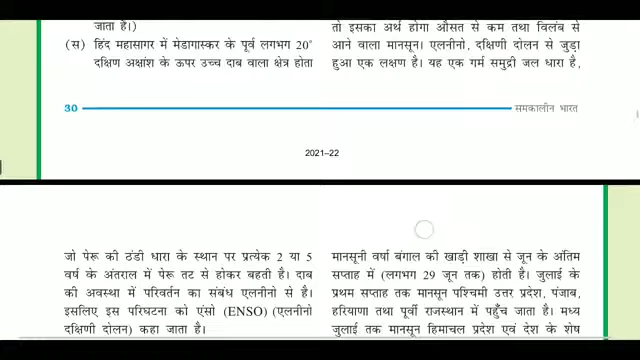 जाता है।)
(स) हिंद महासागर में मेडागास्कर के पूर्व लगभग 20°
दक्षिण अक्षांश के ऊपर उच्च दाब वाला क्षेत्र होता
तो इसका अर्थ होगा औसत से कम तथा विलंब से
आने वाला मानसून। एलनीनो, दक्षिणी दोलन से जुड़ा
हुआ एक लक्षण है। यह एक गर्म समुद्री जल धारा है,
30
समकालीन भारत
2021–22
जो पेरू की ठंडी धारा के स्थान पर प्रत्येक 2 या 5
वर्ष के अंतराल में पेरू तट से होकर बहती है। दाब
की अवस्था में परिवर्तन का संबंध एलनीनो से है।
इसलिए इस परिघटना को एंसो (ENSO) (एलनीनो
दक्षिणी दोलन) कहा जाता है।
मानसूनी वर्षा बंगाल की खाड़ी शाखा से जून के अंतिम
सप्ताह में (लगभग 29 जून तक) होती है। जुलाई के
प्रथम सप्ताह तक मानसून पश्चिमी उत्तर प्रदेश, पंजाब,
हरियाणा तथा पूर्वी राजस्थान में पहुँच जाता है। मध्य
जुलाई तक मानसून हिमाचल प्रदेश एवं देश के शेष